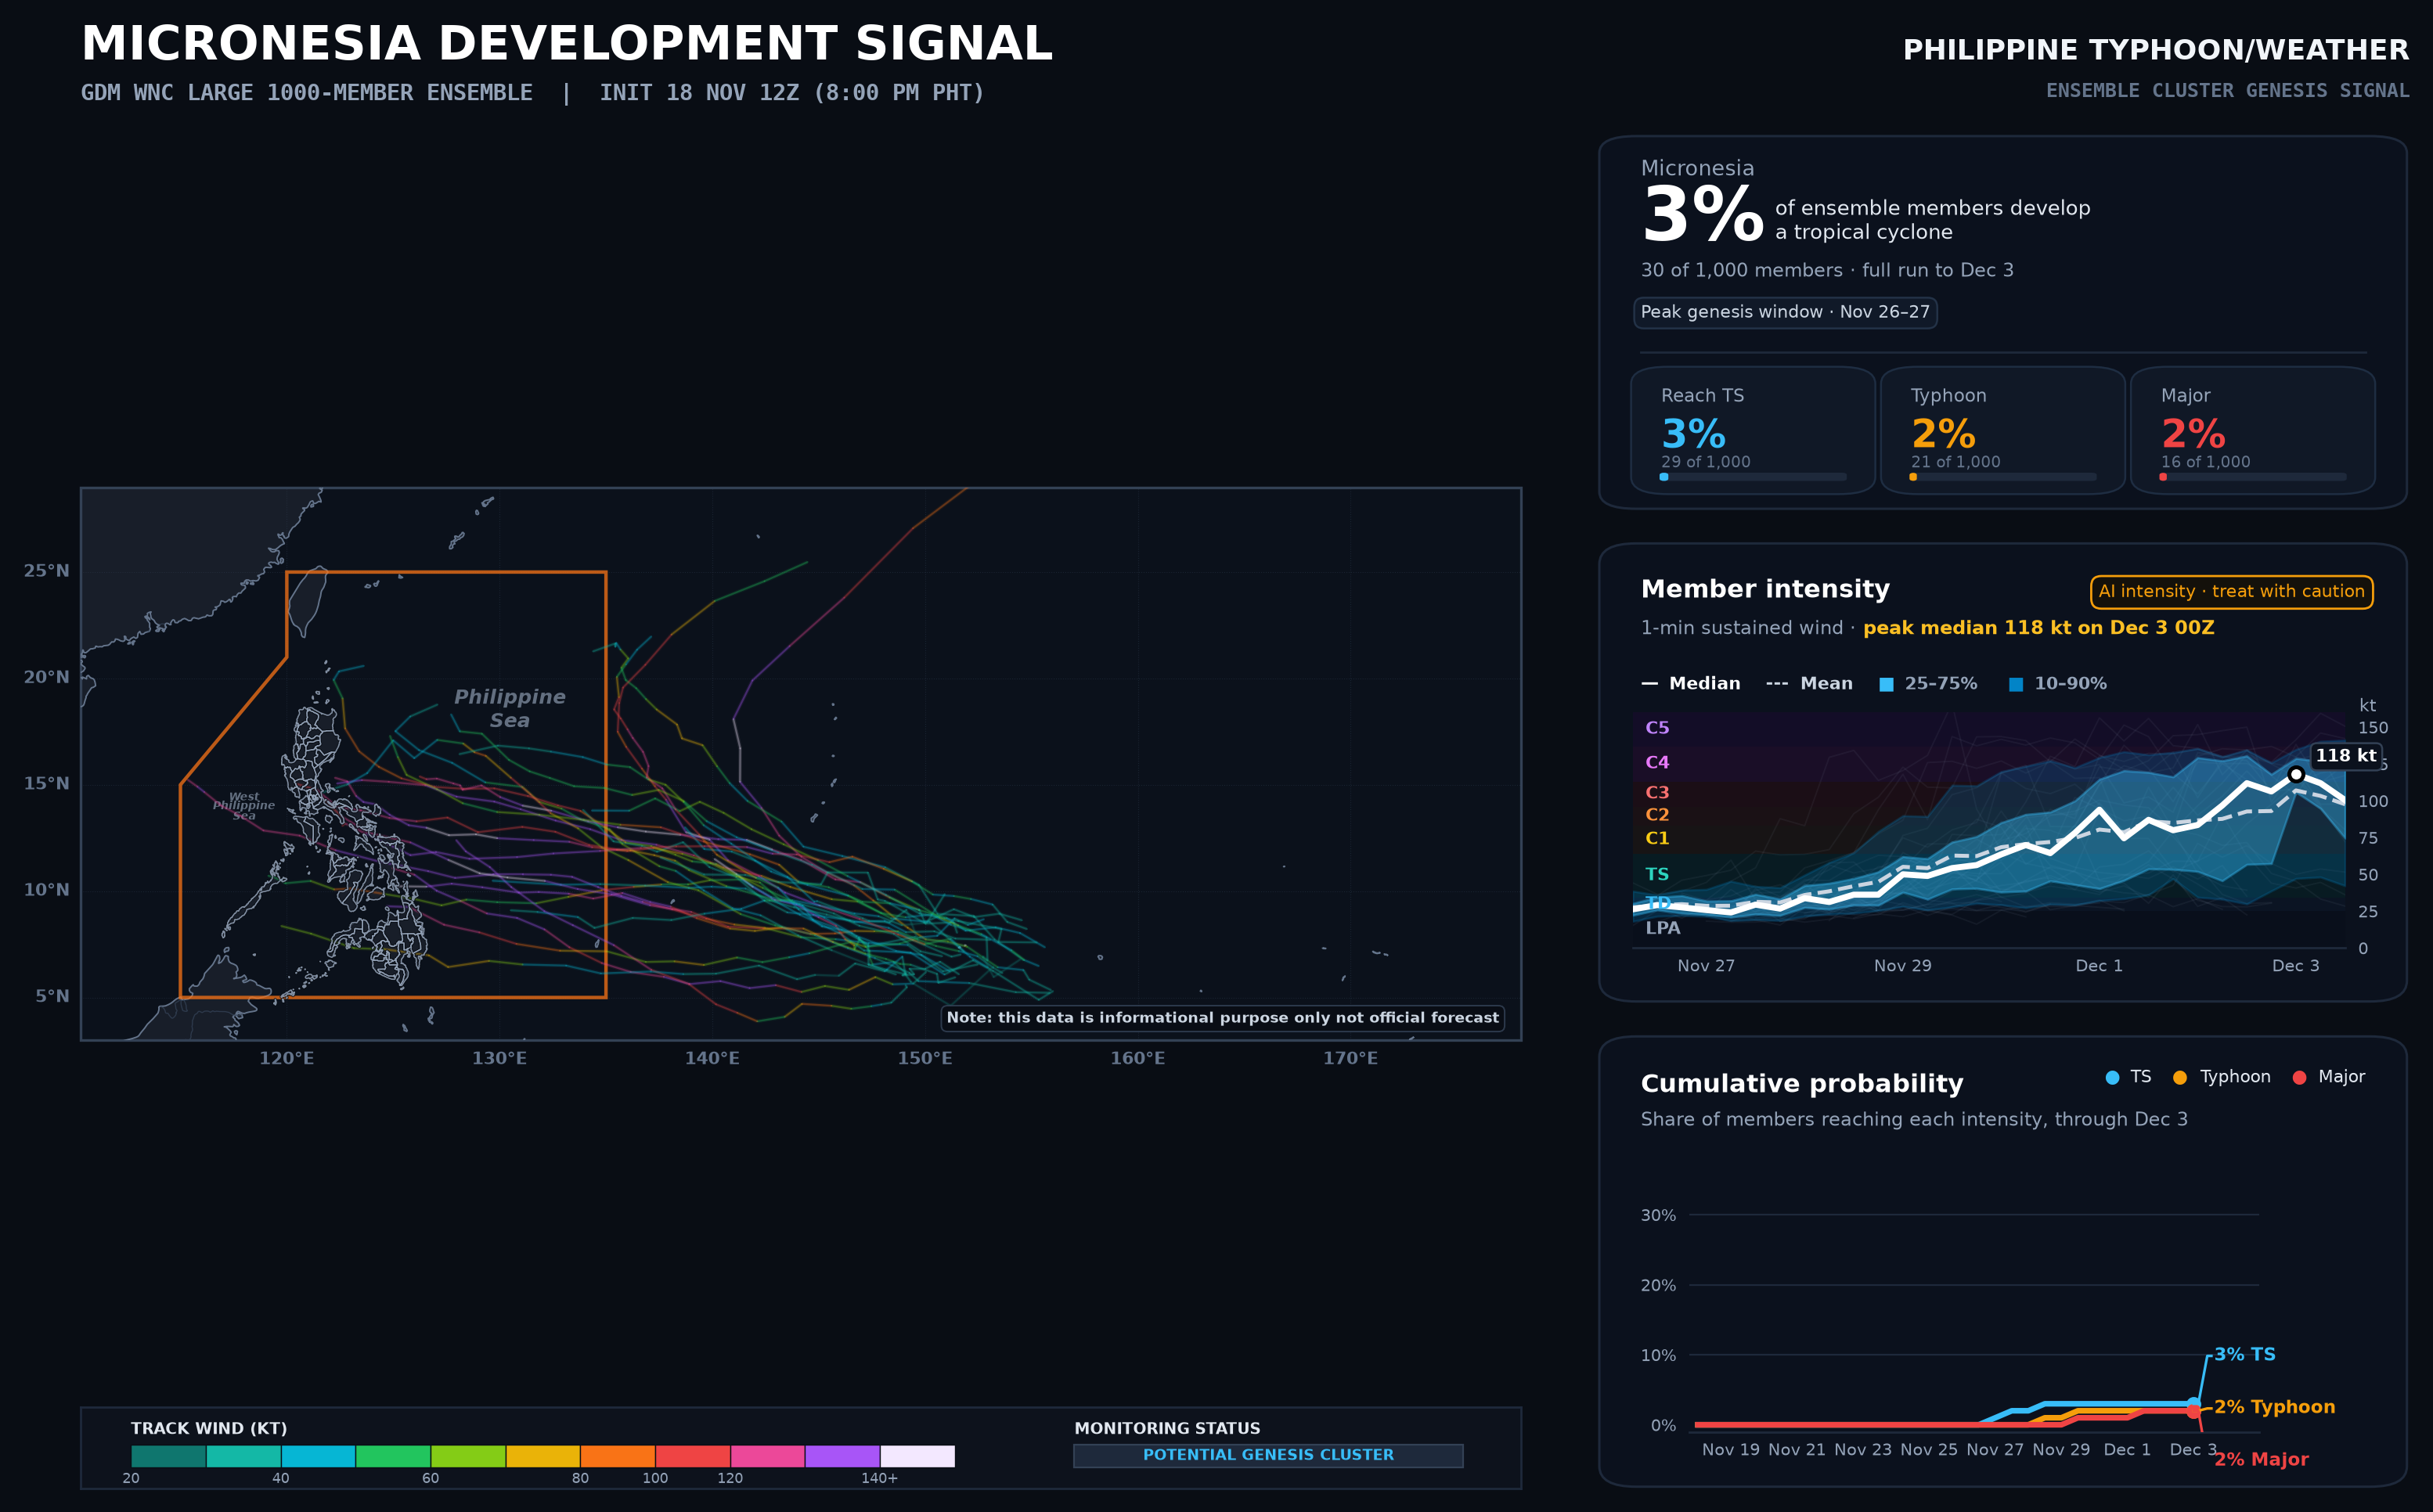 MICRONESIA DEVELOPMENT SIGNAL
GDM WNC LARGE 1000-MEMBER ENSEMBLE | INIT 18 NOV 12Z (8:00 PM PHT)
PHILIPPINE TYPHOON/WEATHER
ENSEMBLE CLUSTER GENESIS SIGNAL
25°N
20°N
15°N
10°N
5°N
120°E
130°E
140°E
150°E
160°E
170°E
Philippine
Sea
West
Philippine
Sea
Note: this data is informational purpose only not official forecast
TRACK WIND (KT)
20
40
60
80
100
120
140+
MONITORING STATUS
POTENTIAL GENESIS CLUSTER
Micronesia
3% of ensemble members develop
a tropical cyclone
30 of 1,000 members · full run to Dec 3
Peak genesis window · Nov 26–27
Reach TS
3%
29 of 1,000
Typhoon
2%
21 of 1,000
Major
2%
16 of 1,000
Member intensity
AI intensity · treat with caution
1-min sustained wind · peak median 118 kt on Dec 3 00Z
Median
Mean
25–75%
10–90%
kt
C5
C4
C3
C2
C1
TS
TD
LPA
150
118 kt
100
75
50
25
0
Nov 27
Nov 29
Dec 1
Dec 3
Cumulative probability
TS
Typhoon
Major
Share of members reaching each intensity, through Dec 3
30%
20%
10%
0%
3% TS
2% Typhoon
2% Major
Nov 19
Nov 21
Nov 23
Nov 25
Nov 27
Nov 29
Dec 1
Dec 3